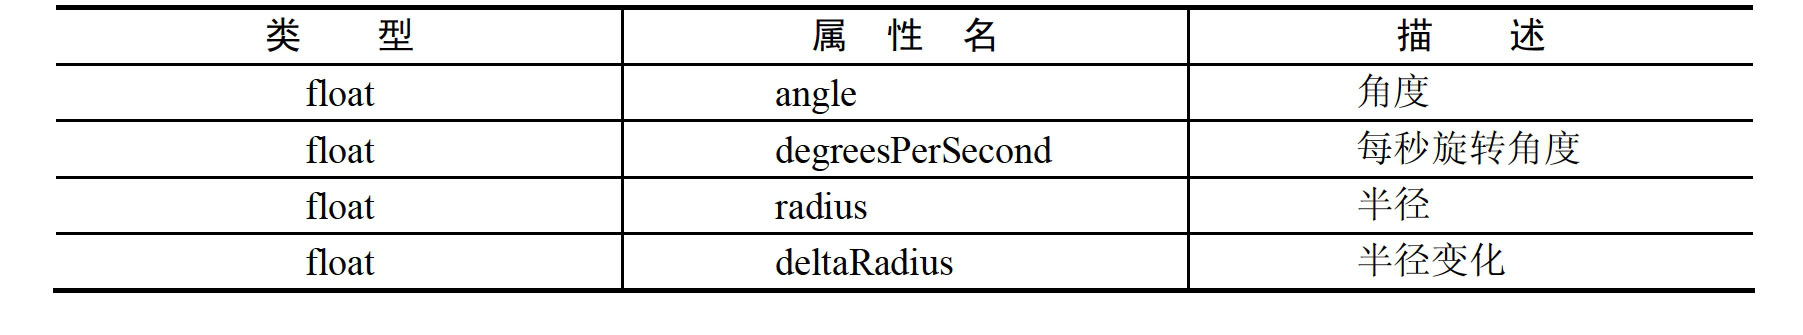 类 型 属 性 名 描 述
float angle 角度
float degreesPerSecond 每秒旋转角度
float radius 半径
float deltaRadius 半径变化